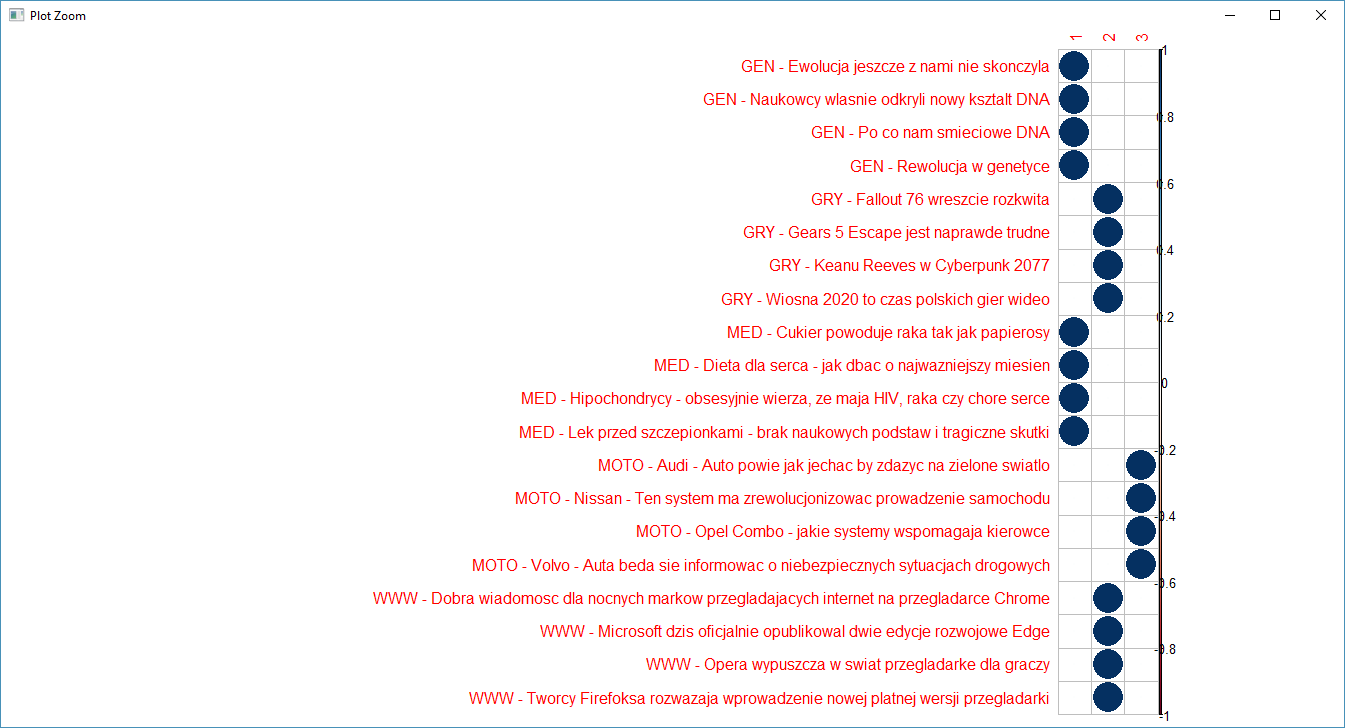 Plot Zoom
1 2 3
GEN - Ewolucja jeszcze z nami nie skonczyla
GEN - Naukowcy wlasnie odkryli nowy ksztalt DNA
GEN - Po co nam smieciowe DNA
GEN - Rewolucja w genetyce
GRY - Fallout 76 wreszcie rozkwita
GRY - Gears 5 Escape jest naprawde trudne
GRY - Keanu Reeves w Cyberpunk 2077
GRY - Wiosna 2020 to czas polskich gier wideo
MED - Cukier powoduje raka tak jak papierosy
MED - Dieta dla serca - jak dbac o najwazniejszy miesien
MED - Hipochondrycy - obsesyjnie wierza, ze maja HIV, raka czy chore serce
MED - Lek przed szczepionkami - brak naukowych podstaw i tragiczne skutki
MOTO - Audi - Auto powie jak jechac by zdazyc na zielone swiatlo
MOTO - Nissan - Ten system ma zrewolucjonizowac prowadzenie samochodu
MOTO - Opel Combo - jakie systemy wspomagaja kierowce
MOTO - Volvo - Auta beda sie informowac o niebezpiecznych sytuacjach drogowych
WWW - Dobra wiadomosc dla nocnych markow przegladajacych internet na przegladarce Chrome
WWW - Microsoft dzis oficjalnie opublikowal dwie edycje rozwojowe Edge
WWW - Opera wypuszcza w swiat przegladarke dla graczy
WWW - Tworcy Firefoksa rozwazaja wprowadzenie nowej platnej wersji przegladarki
1
0.8
0.6
0.4
0.2
0
-0.2
-0.4
-0.6
-0.8
-1